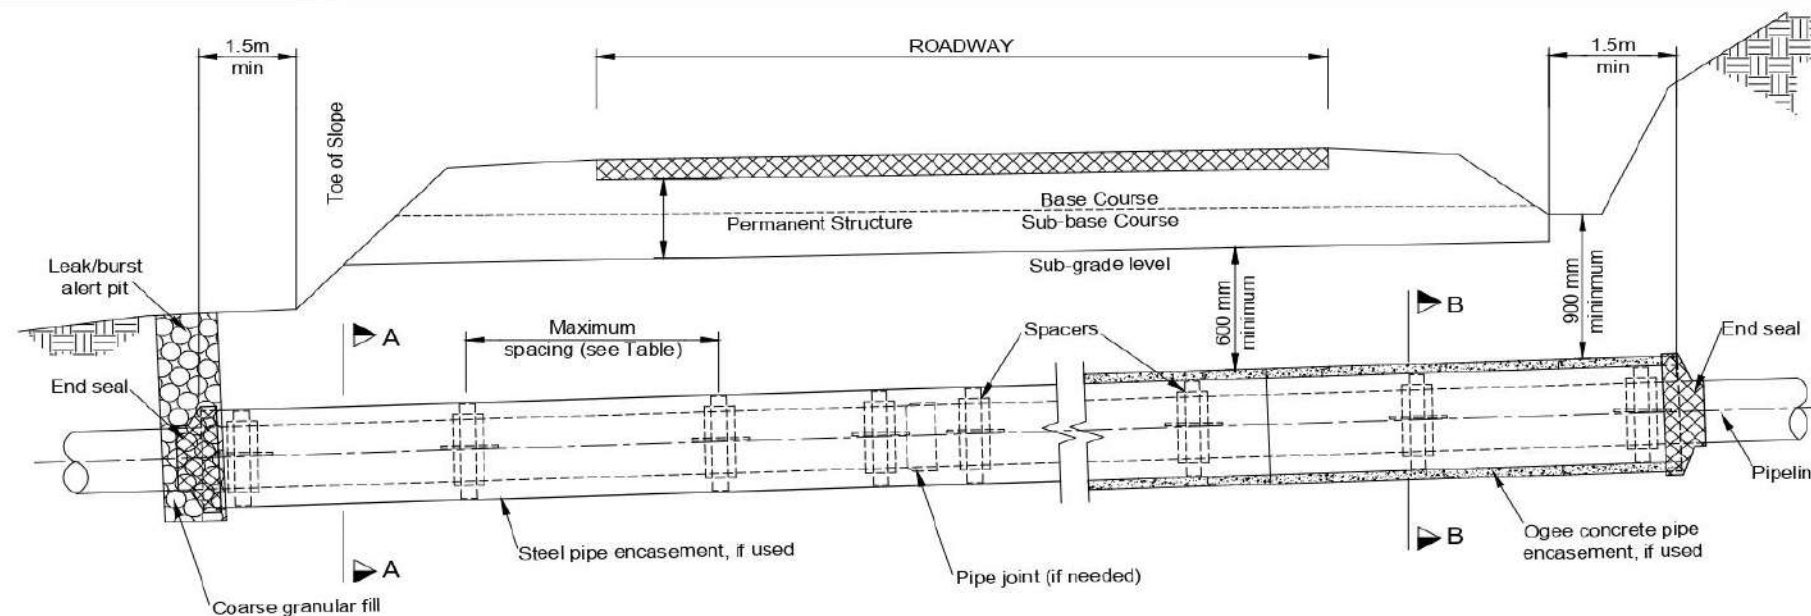 1.5m
min
ROADWAY
1.5m
min
Toe of Slope
Base Course
Permanent Structure
Sub-base Course
Leak/burst
alert pit
Sub-grade level
600 mm
minimum
900 mm
minmum
A
Maximum
spacing (see Table)
Spacers
B
End seal
End seal
Pipelin
Steel pipe encasement, if used
B
Ogee concrete pipe
encasement, if used
A
Pipe joint (if needed)
Coarse granular fill